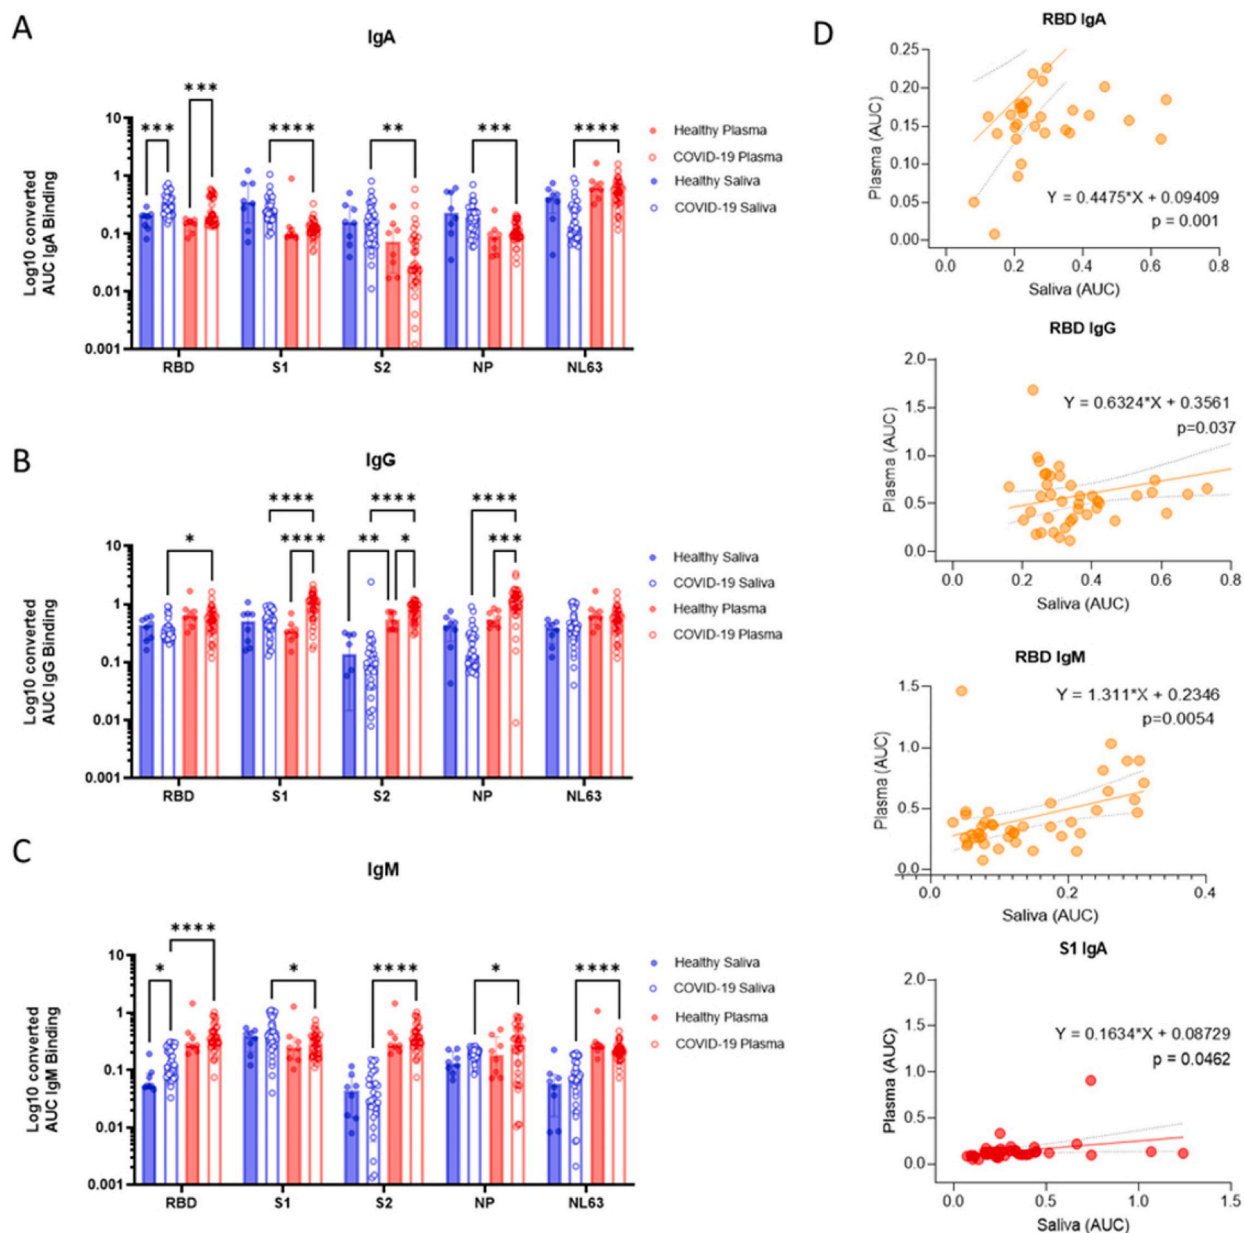 A
IgA
*** *** **** ** *** ****
Log10 converted
AUC IgA Binding
10
1
0.1
0.01
0.001
RBD S1 S2 NP NL63
Healthy Plasma
COVID-19 Plasma
Healthy Saliva
COVID-19 Saliva
B
IgG
* **** **** ** **** * **** ***
Log10 converted
AUC IgG Binding
10
1
0.1
0.01
0.001
RBD S1 S2 NP NL63
Healthy Saliva
COVID-19 Saliva
Healthy Plasma
COVID-19 Plasma
C
IgM
* **** * **** * ****
Log10 converted
AUC IgM Binding
10
1
0.1
0.01
0.001
RBD S1 S2 NP NL63
Healthy Saliva
COVID-19 Saliva
Healthy Plasma
COVID-19 Plasma
D
RBD IgA
Plasma (AUC)
0.25
0.20
0.15
0.10
0.05
0.00
Y = 0.4475*X + 0.09409
p = 0.001
0.0 0.2 0.4 0.6 0.8
Saliva (AUC)
RBD IgG
Plasma (AUC)
2.0
1.5
1.0
0.5
0.0
Y = 0.6324*X + 0.3561
p=0.037
0.0 0.2 0.4 0.6 0.8
Saliva (AUC)
RBD IgM
Plasma (AUC)
1.5
1.0
0.5
0.0
Y = 1.311*X + 0.2346
p=0.0054
0.0 0.2 0.4
Saliva (AUC)
S1 IgA
Plasma (AUC)
2.0
1.5
1.0
0.5
0.0
Y = 0.1634*X + 0.08729
p = 0.0462
0.0 0.5 1.0 1.5
Saliva (AUC)